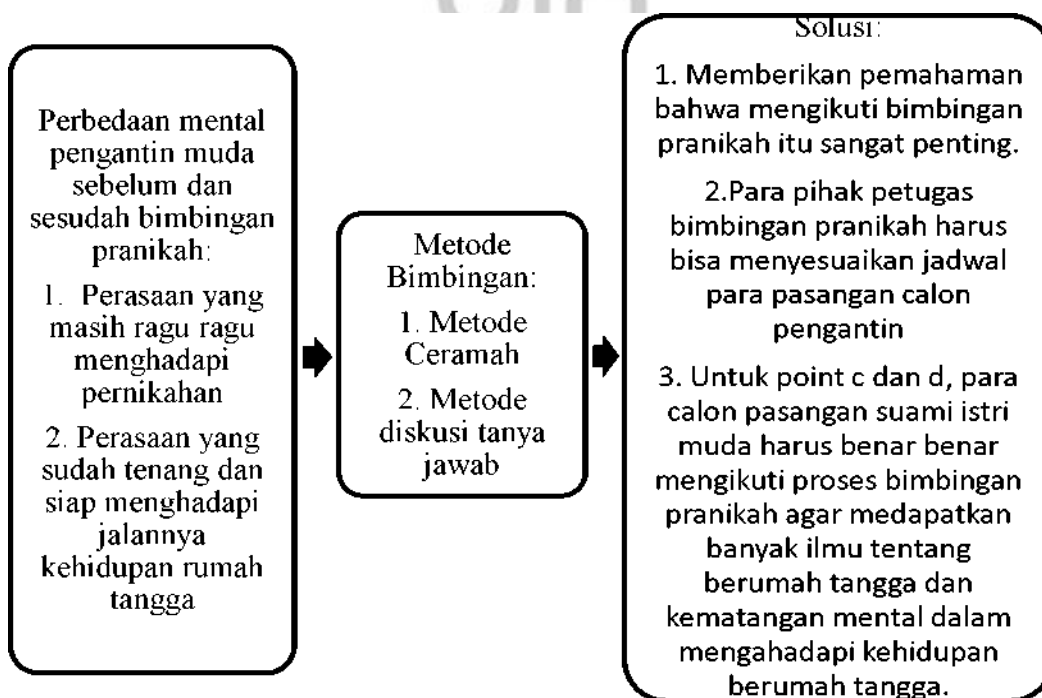 Perbedaan mental
pengantin muda
sebelum dan
sesudah bimbingan
pranikah:
1. Perasaan yang
masih ragu ragu
menghadapi
pernikahan
2. Perasaan yang
sudah tenang dan
siap menghadapi
jalannya
kehidupan rumah
tangga
Metode
Bimbingan:
1. Metode
Ceramah
2. Metode
diskusi tanya
jawab
Solusi:
1. Memberikan pemahaman
bahwa mengikuti bimbingan
pranikah itu sangat penting.
2.Para pihak petugas
bimbingan pranikah harus
bisa menyesuaikan jadwal
para pasangan calon
pengantin
3. Untuk point c dan d, para
calon pasangan suami istri
muda harus benar benar
mengikuti proses bimbingan
pranikah agar medapatkan
banyak ilmu tentang
berumah tangga dan
kematangan mental dalam
mengahadapi kehidupan
berumah tangga.